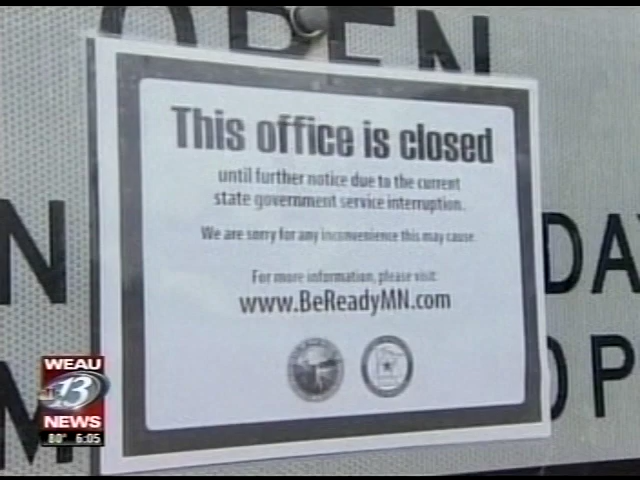 OPEN
This office is closed
until further notice due to the current
state government service interruption.
We are sorry for any inconvenience this may cause.
For more information, please visit:
www.BeReadyMN.com
WEAU
13
NEWS
80° 6:05